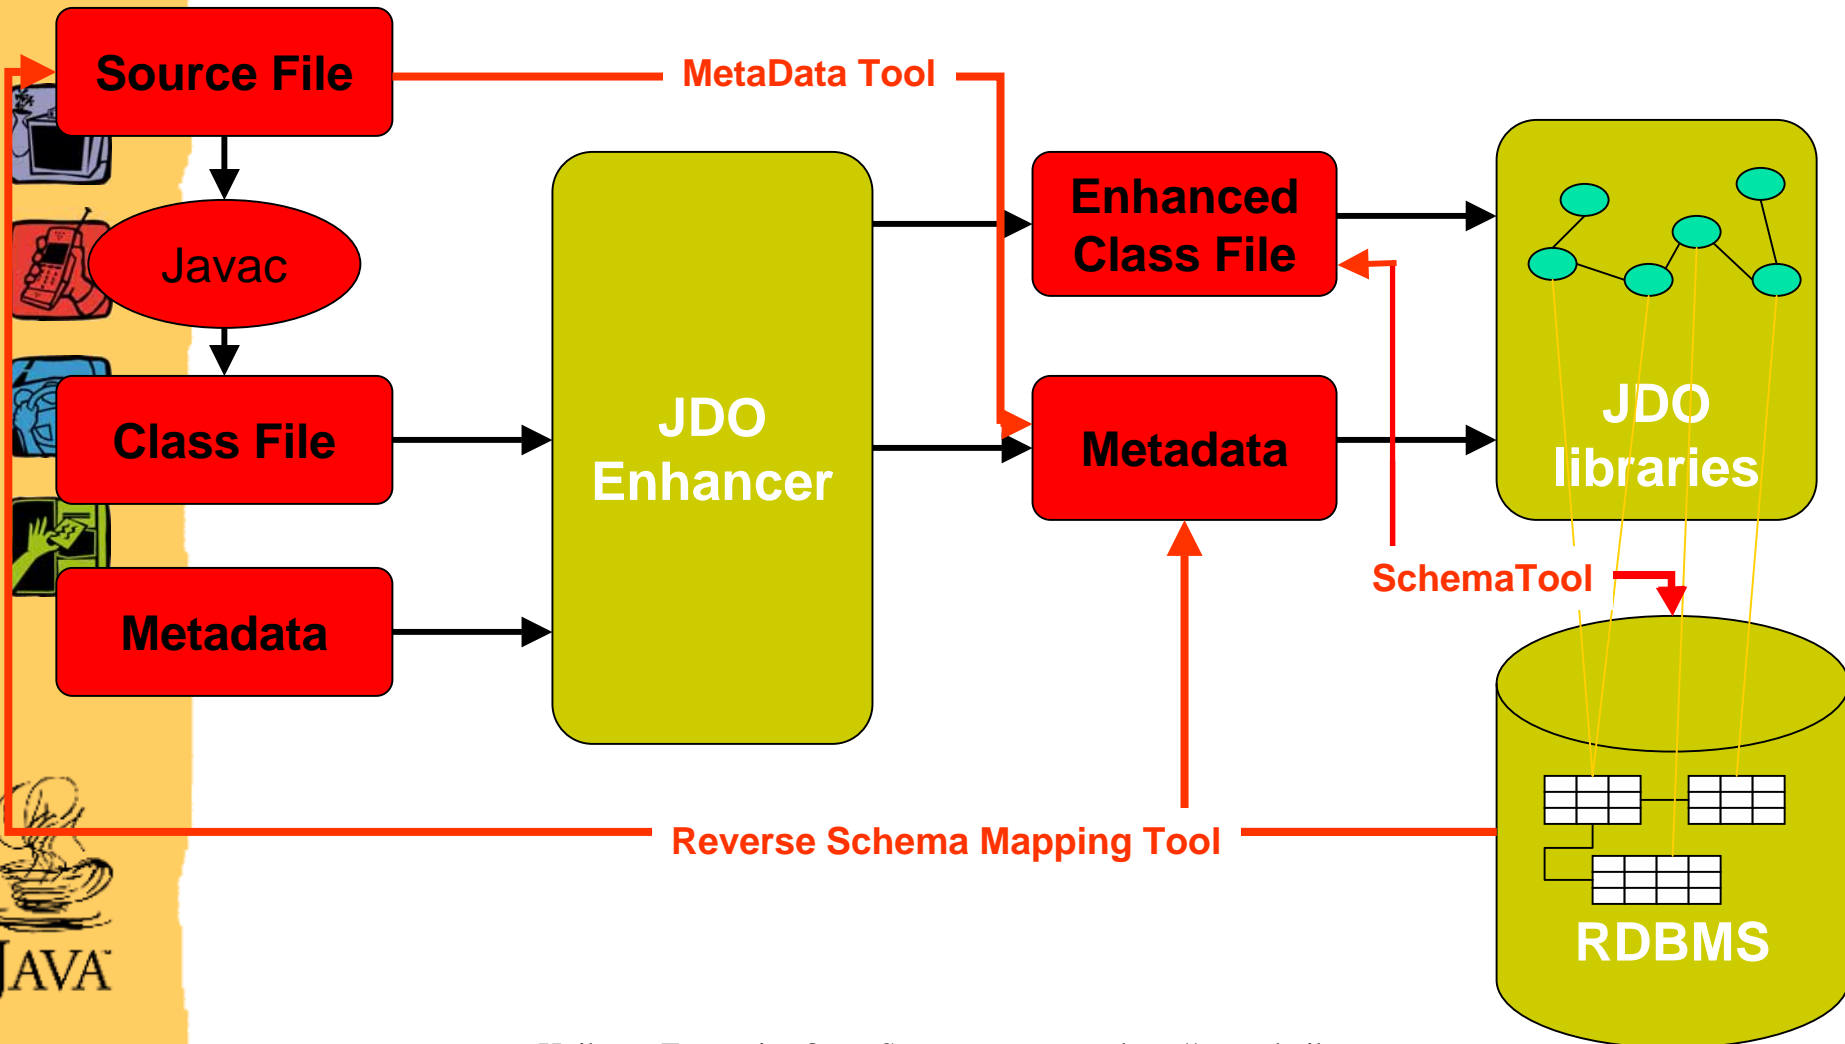 Source File
MetaData Tool
Javac
Enhanced
Class File
Class File
JDO
Enhancer
Metadata
JDO
libraries
SchemaTool
Metadata
Reverse Schema Mapping Tool
RDBMS
JAVA